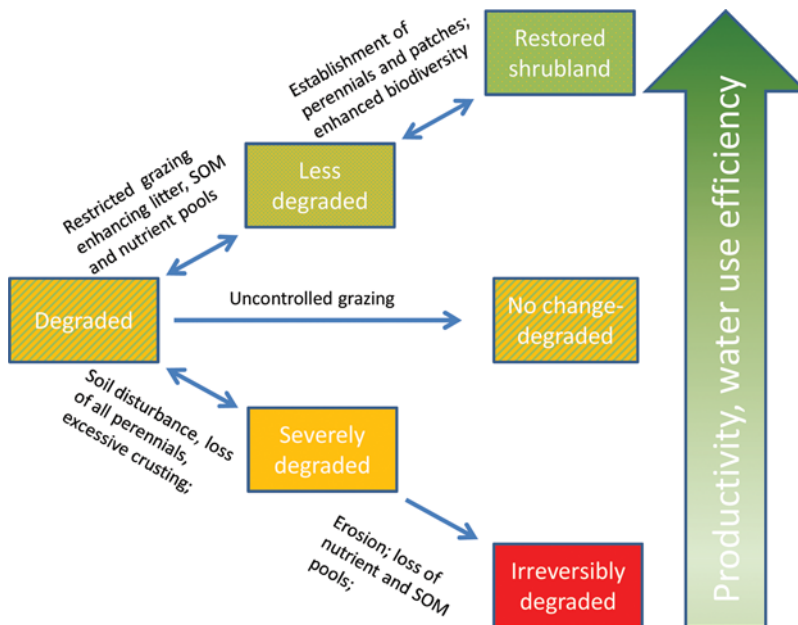 Establishment of
perennials and patches;
enhanced biodiversity
Restored
shrubland
Restricted grazing
enhancing litter, SOM
and nutrient pools
Less
degraded
Degraded
Uncontrolled grazing
No change-
degraded
Soil disturbance, loss
of all perennials,
excessive crusting;
Severely
degraded
Erosion; loss of
nutrient and SOM
pools;
Irreversibly
degraded
Productivity, water use efficiency